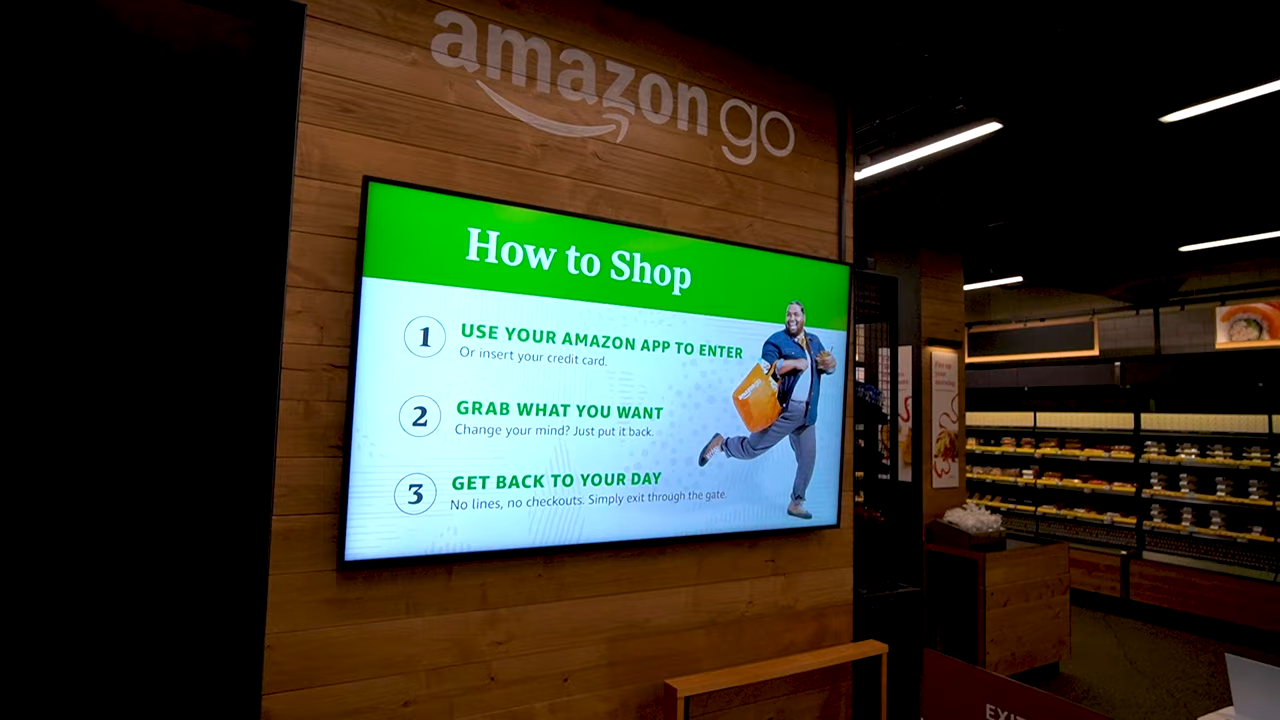 amazon go
How to Shop
1 USE YOUR AMAZON APP TO ENTER
Or insert your credit card.
2 GRAB WHAT YOU WANT
Change your mind? Just put it back.
3 GET BACK TO YOUR DAY
No lines, no checkouts. Simply exit through the gate.
EXIT